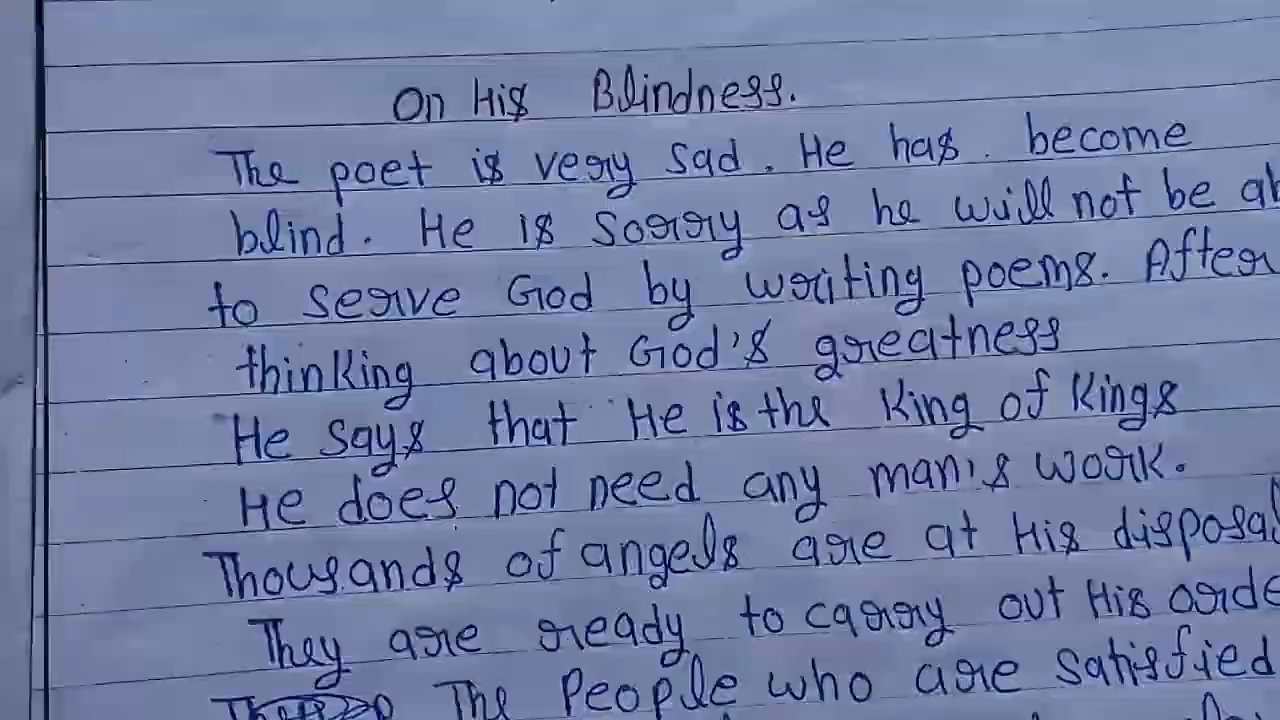 On His Blindness.
The poet is very sad. He has. become
blind. He is sorry as he will not be ab
to serve God by writing poems. After
thinking about God's greatness
He says that He is the King of Kings
He does not need any man's work.
Thousands of angels are at His disposal
They are ready to carry out His orde
The People who are satisfied